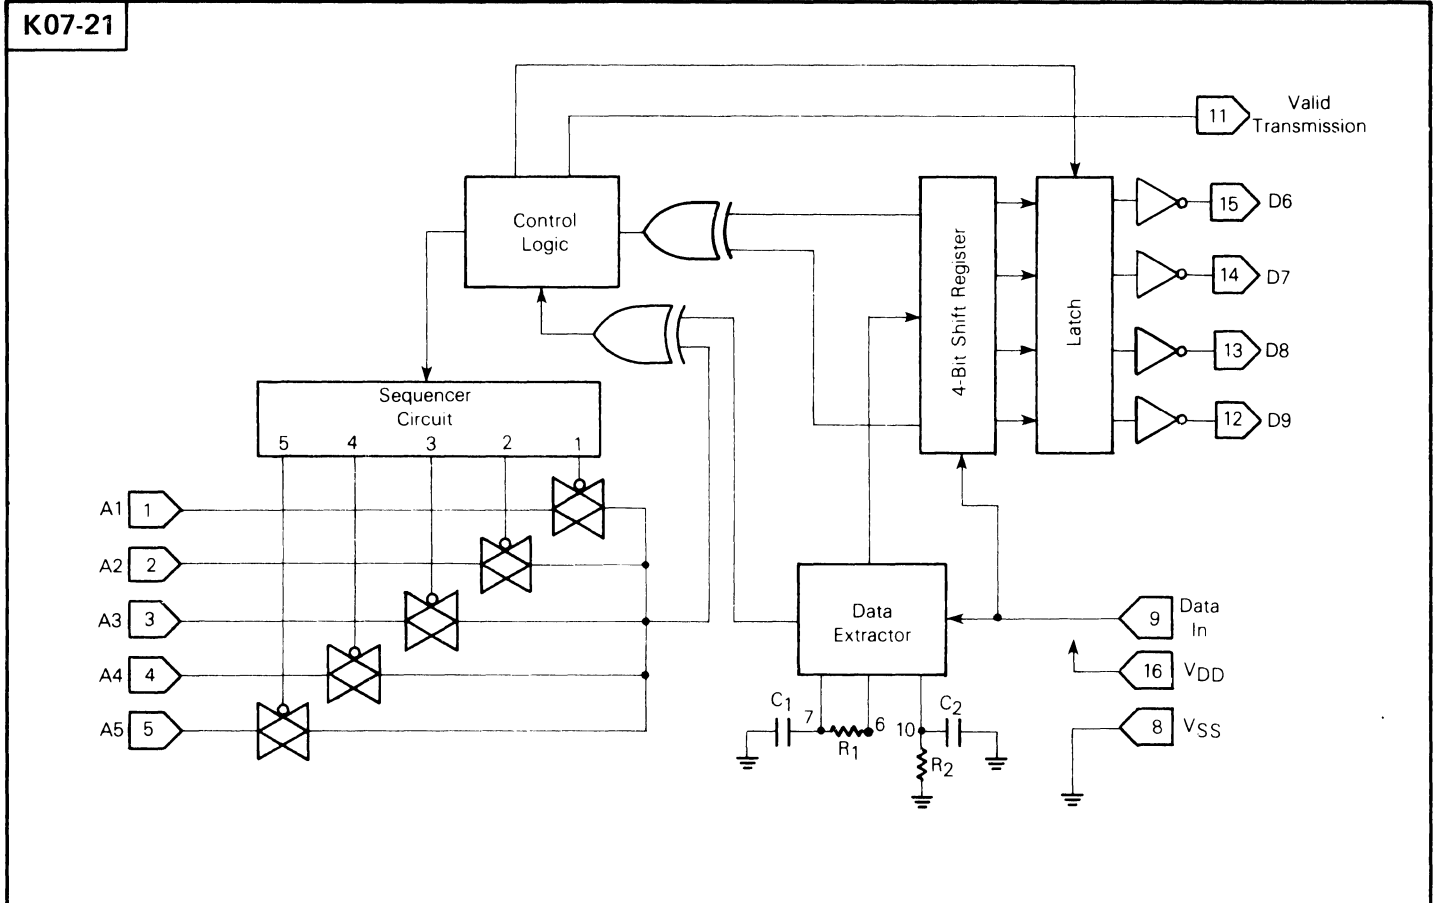 K07-21
11
Valid
Transmission
Control
Logic
4-Bit Shift Register
Latch
15 D6
14 D7
13 D8
12 D9
Sequencer
Circuit
5 4 3 2 1
A1 1
A2 2
A3 3
A4 4
A5 5
Data
Extractor
9 Data
In
16 VDD
8 VSS
C1 7 R1 6
10 C2 R2